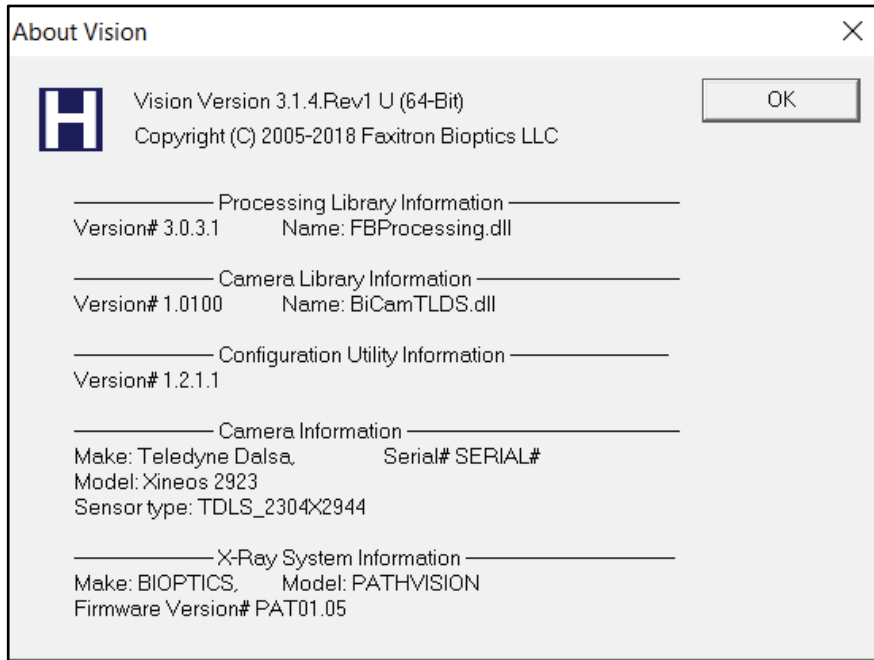 About Vision
H
Vision Version 3.1.4.Rev1 U (64-Bit)
OK
Copyright (C) 2005-2018 Faxitron Bioptics LLC
Processing Library Information
Version# 3.0.3.1 Name: FBProcessing.dll
Camera Library Information
Version# 1.0100 Name: BiCamTLDS.dll
Configuration Utility Information
Version# 1.2.1.1
Camera Information
Make: Teledyne Dalsa, Serial# SERIAL#
Model: Xineos 2923
Sensor type: TDLS_2304X2944
X-Ray System Information
Make: BIOPTICS, Model: PATHVISION
Firmware Version# PAT01.05